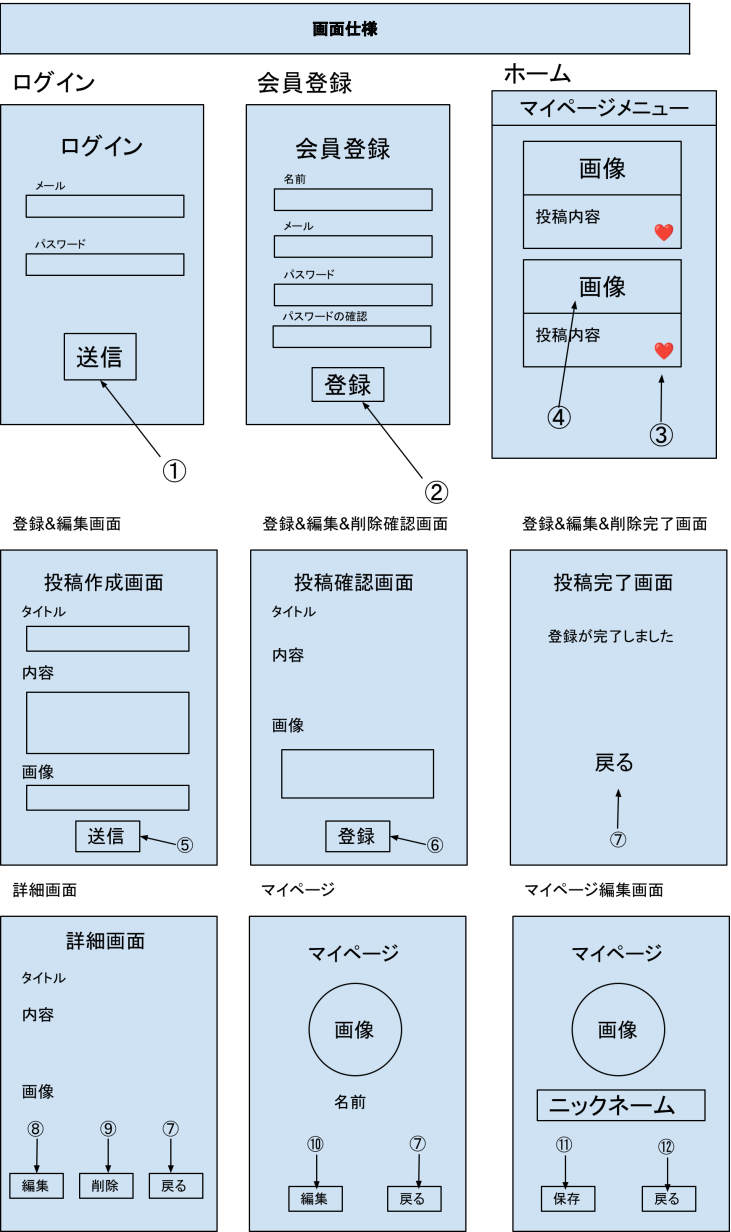 画面仕様
ログイン
会員登録
ホーム
ログイン
メール
パスワード
送信
①
会員登録
名前
メール
パスワード
パスワードの確認
登録
②
マイページメニュー
画像
投稿内容
画像
投稿内容
④
③
登録&編集画面
登録&編集&削除確認画面
登録&編集&削除完了画面
投稿作成画面
タイトル
内容
画像
送信
⑤
投稿確認画面
タイトル
内容
画像
登録
⑥
投稿完了画面
登録が完了しました
戻る
⑦
詳細画面
マイページ
マイページ編集画面
詳細画面
タイトル
内容
画像
⑧ ⑨ ⑦
編集 削除 戻る
マイページ
画像
名前
⑩ ⑦
編集 戻る
マイページ
画像
ニックネーム
⑪ ⑫
保存 戻る